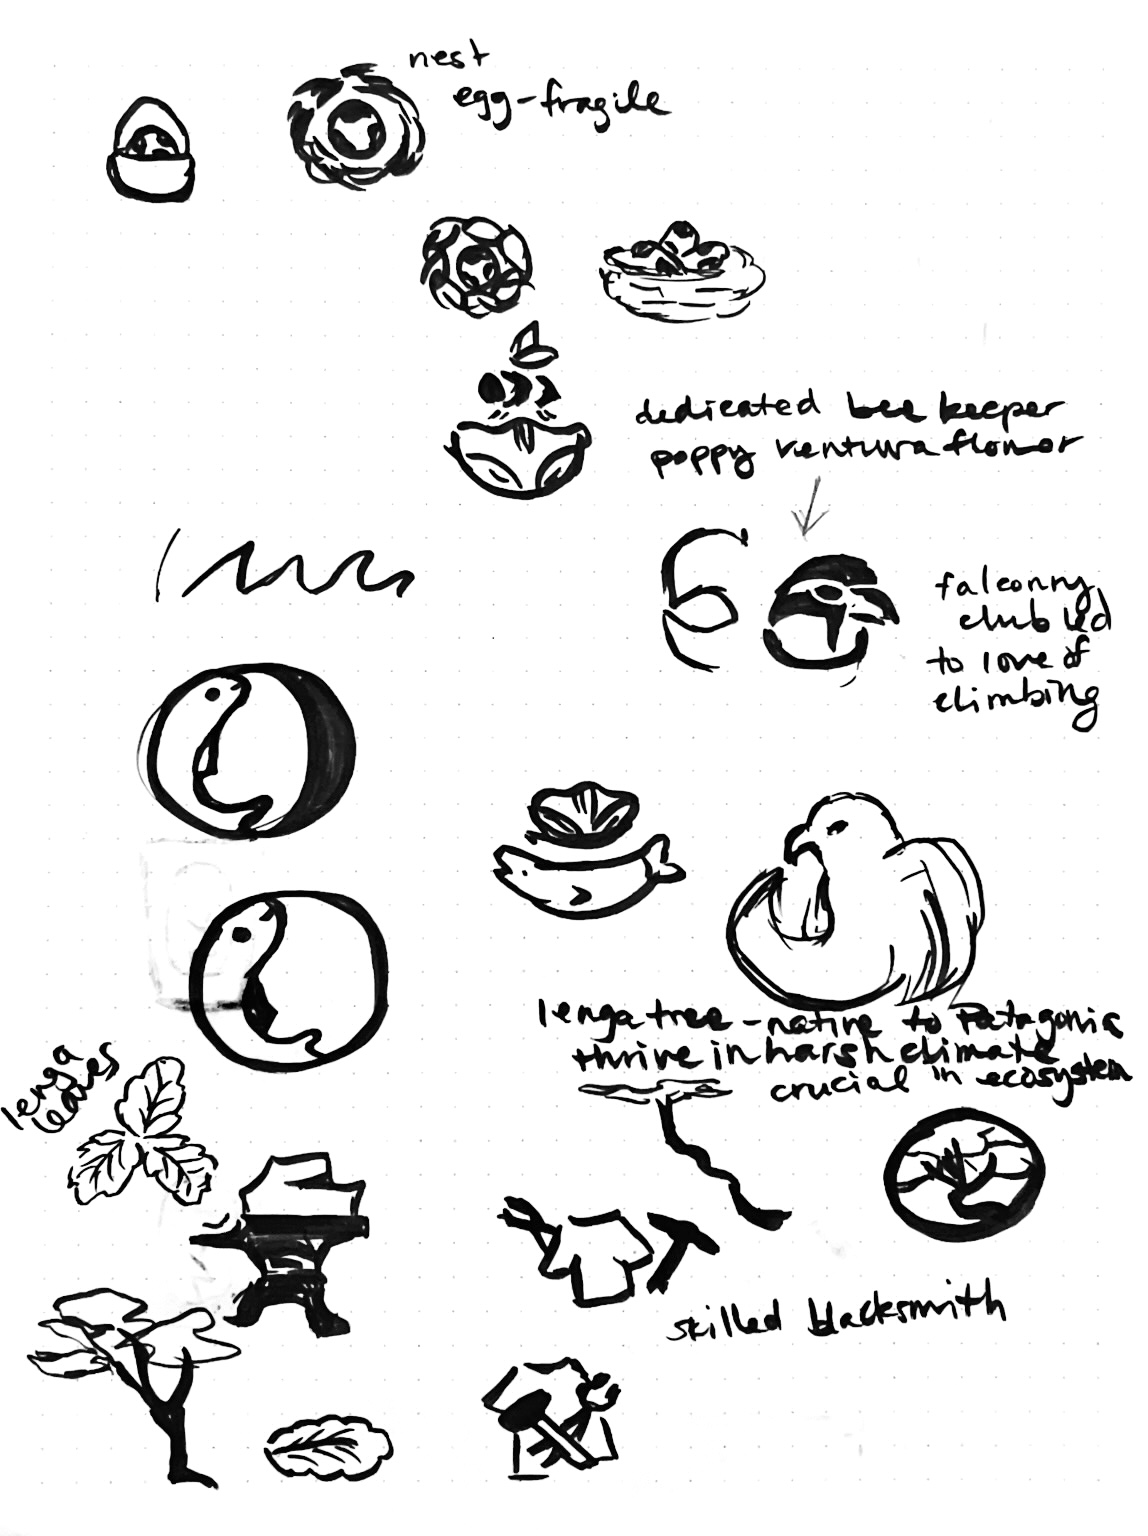 nest
egg-fragile
dedicated bee keeper
poppy ventura flower
falconry
club led
to love of
climbing
lenga tree - native to Patagonia
thrive in harsh climate
crucial in ecosystem
lenga
leaves
skilled blacksmith